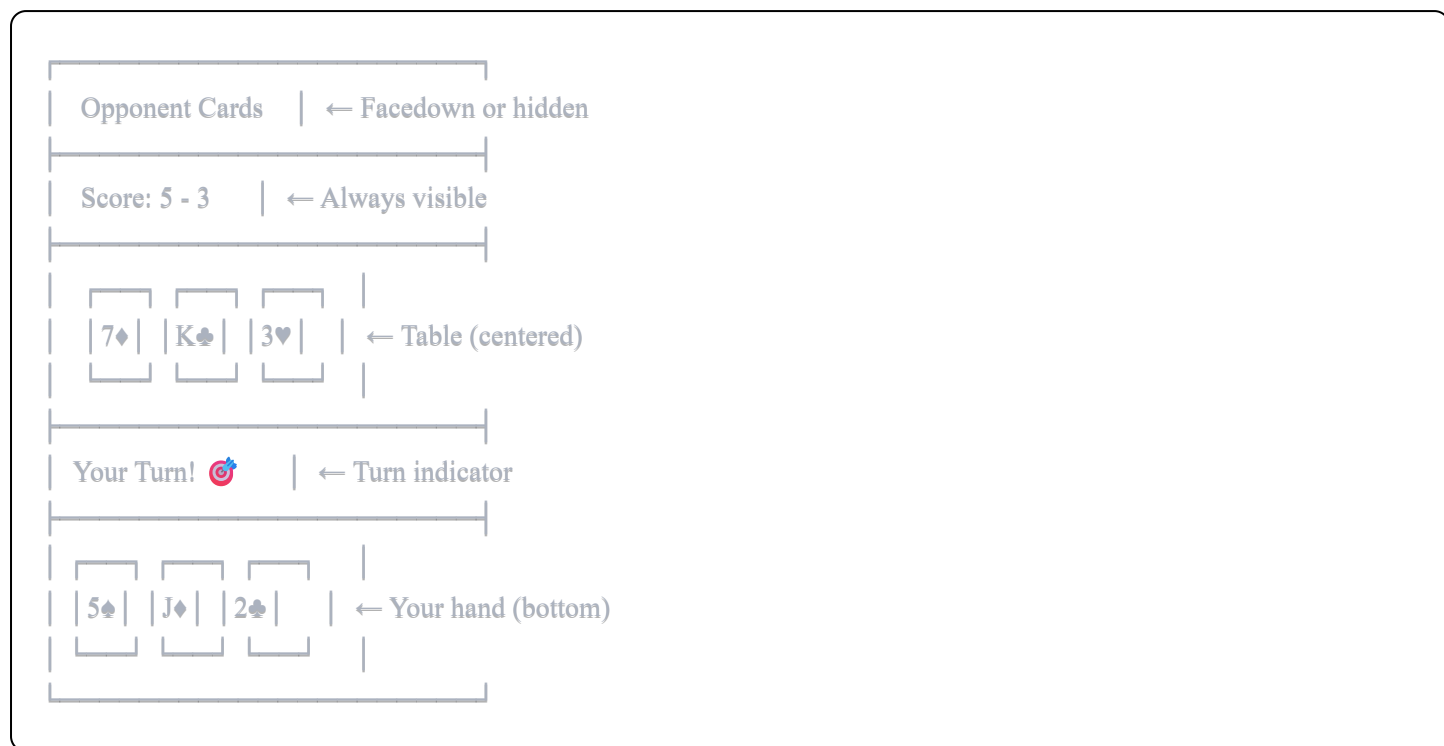 ┌─────────────────────┐
│ Opponent Cards │ ← Facedown or hidden
├─────────────────────┤
│ Score: 5 - 3 │ ← Always visible
├─────────────────────┤
│ ┌───┐ ┌───┐ ┌───┐ │
│ │7♦│ │K♣│ │3♥│ │ ← Table (centered)
│ └───┘ └───┘ └───┘ │
├─────────────────────┤
│ Your Turn! 🎯 │ ← Turn indicator
├─────────────────────┤
│ ┌───┐ ┌───┐ ┌───┐ │
│ │5♠│ │J♦│ │2♣│ │ ← Your hand (bottom)
│ └───┘ └───┘ └───┘ │
└─────────────────────┘